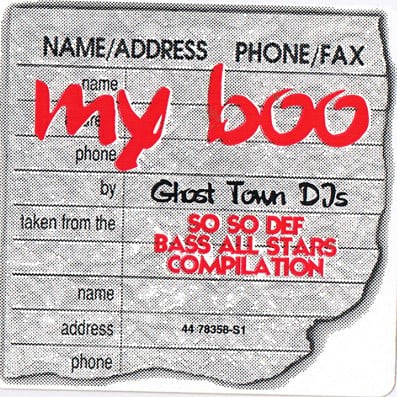 NAME/ADDRESS PHONE/FAX
name
my boo
phone
by Ghost Town DJs
taken from the SO SO DEF
BASS ALL STARS
COMPILATION
name
address 44 78358-S1
phone